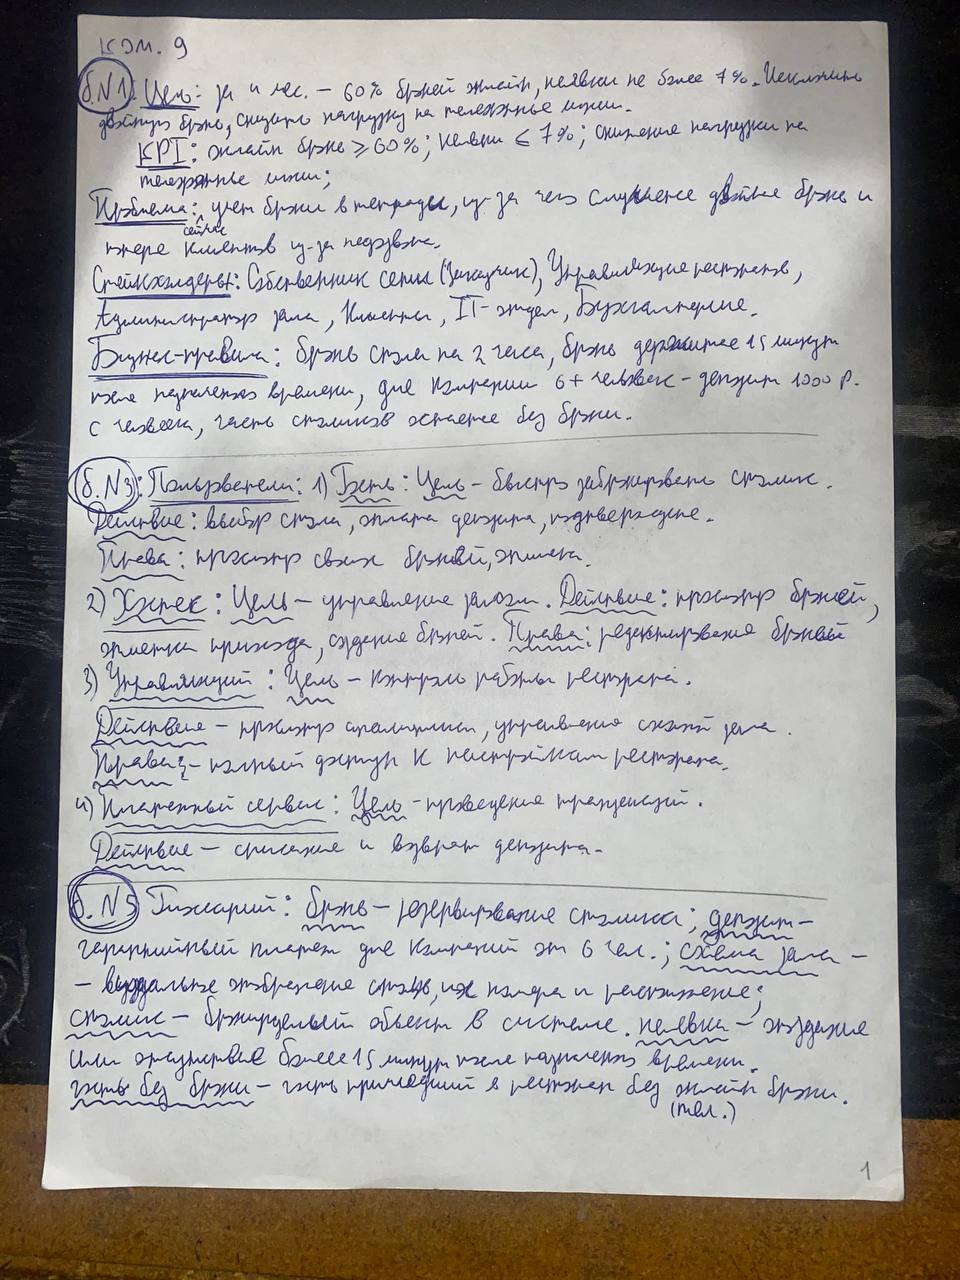 ком. 9
б.N1. Цель: за 4 мес. – 60% броней онлайн, неявки не более 7%. Исключить
двойную бронь, снизить нагрузку на телефонные линии.
KPI: онлайн бронь ≥ 60%; неявки ≤ 7%; снижение нагрузки на
телефонные линии;
Проблема: сейчас учет брони в тетрадях, из-за чего случаются двойные брони и
потеря клиентов из-за
Стейкхолдеры: Собственник сети (Заказчик), Управляющие ресторанов,
Администратор зала, Клиенты, IT-отдел, Бухгалтерия.
Бизнес-правила: бронь стола на 2 часа, бронь держится 15 минут
после назначенного времени, для компании 6+ человек – депозит 1000 р.
с человека, часть столиков остается без брони.
б.N3: Пользователи: 1) Гость: Цель – быстро забронировать столик.
Действие: выбор стола, оплата депозита, подтверждение.
Права: просмотр своих броней, отмена.
2) Хостес: Цель – управление залом. Действие: просмотр броней,
отметка прихода, создание броней. Права: редактирование броней
3) Управляющий: Цель – контроль работы ресторана.
Действие – просмотр аналитики, управление схемой зала.
Права: – полный доступ к настройкам ресторана.
4) Платежный сервис: Цель – проведение транзакций.
Действие – списание и возврат депозита.
б.N5 Глоссарий: бронь – резервирование столика; депозит –
гарантийный платеж для компаний от 6 чел.; схема зала –
– визуальное отображение столов, их номера и расположение;
столик – бронируемый объект в системе. неявка – опоздание
или отсутствие более 15 минут после назначенного времени.
гость без брони – гость пришедший в ресторан без онлайн брони.
(тел.)
1